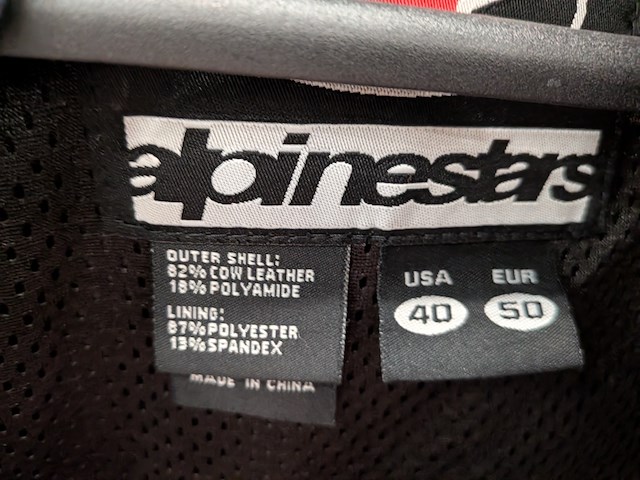 alpinestars
OUTER SHELL:
82% COW LEATHER
18% POLYAMIDE
LINING:
87% POLYESTER
13% SPANDEX
MADE IN CHINA
USA EUR
40 50